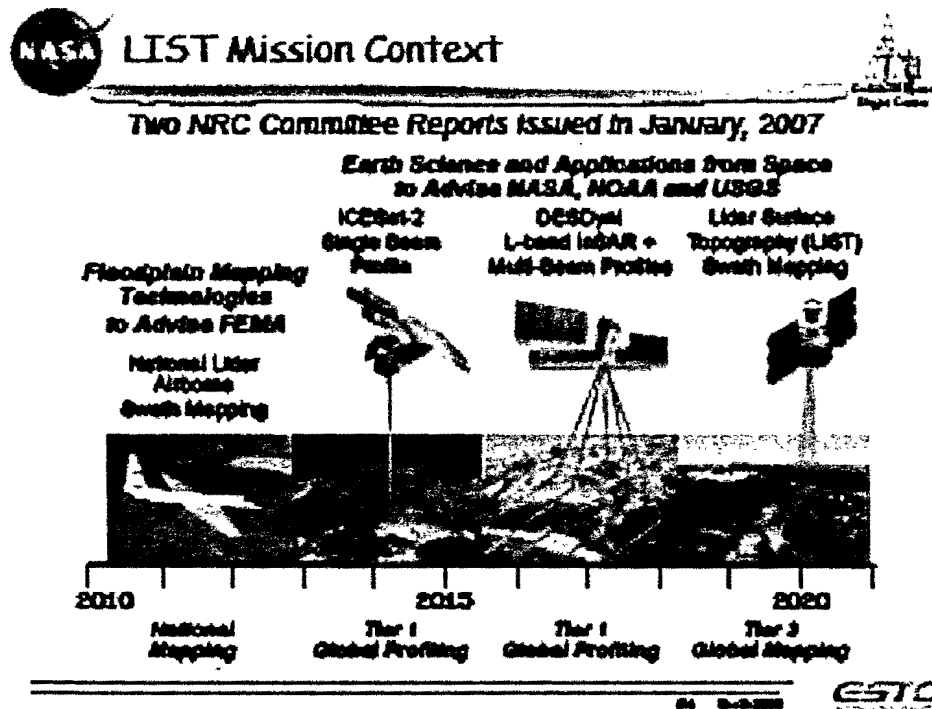 NASA
LIST Mission Context
Two NRC Committee Reports Issued in January, 2007
Earth Science and Applications from Space
to Advise NASA, NOAA and USGS
ICESat-2
Single Beam
Profile
DESDynI
L-band InSAR +
Multi-Beam Profiles
Lidar Surface
Topography (LIST)
Swath Mapping
Floodplain Mapping
Technologies
to Advise FEMA
National Lidar
Airborne
Swath Mapping
2010
2015
2020
National
Mapping
Tier 1
Global Profiling
Tier 1
Global Profiling
Tier 3
Global Mapping
ESTO